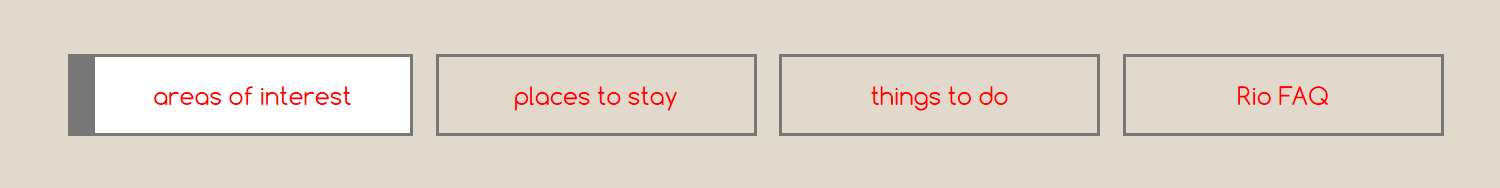 areas of interest
places to stay
things to do
Rio FAQ